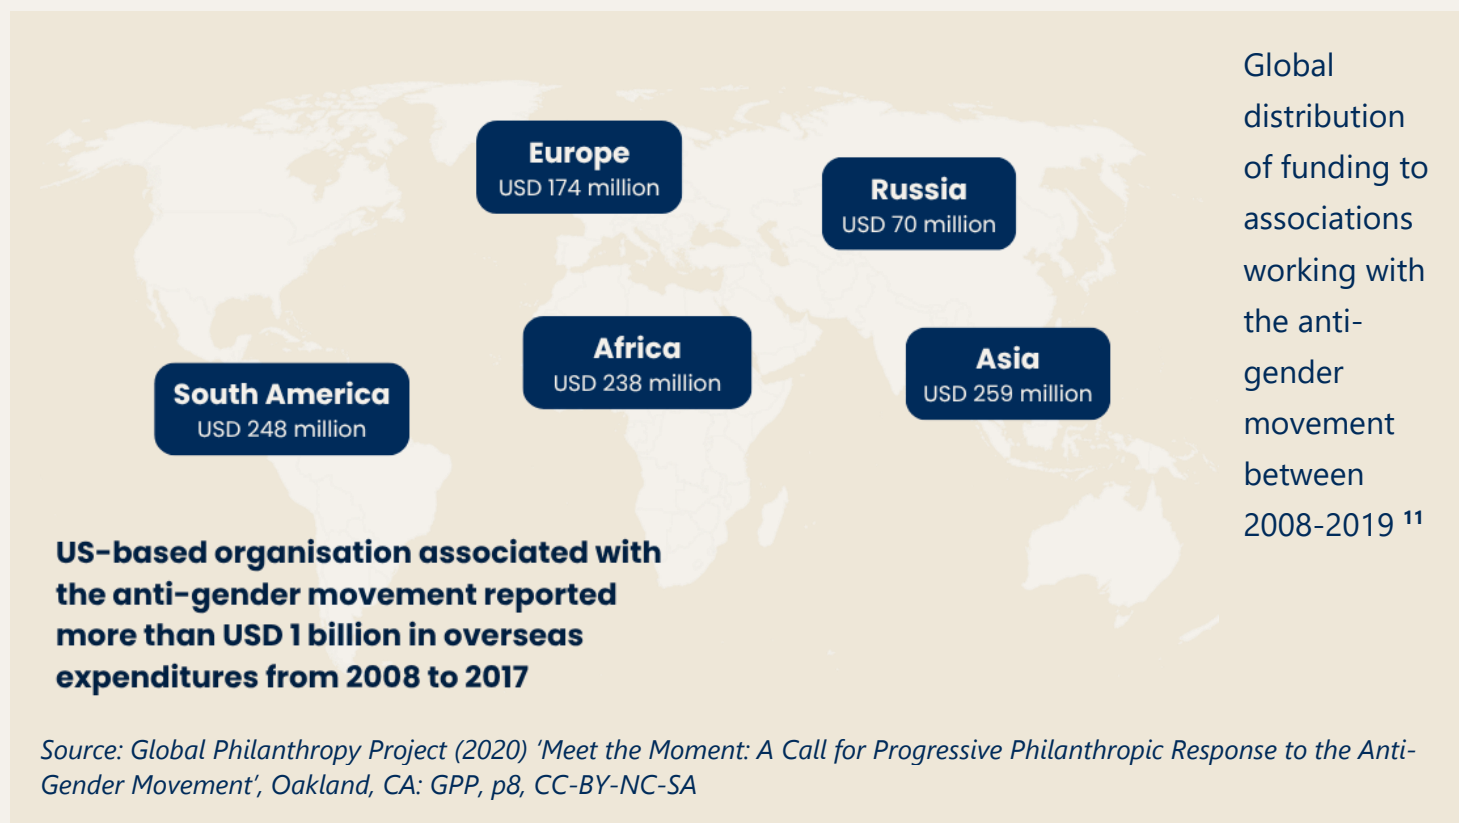 Europe
USD 174 million
Russia
USD 70 million
Africa
USD 238 million
Asia
USD 259 million
South America
USD 248 million
US-based organisation associated with
the anti-gender movement reported
more than USD 1 billion in overseas
expenditures from 2008 to 2017
Global
distribution
of funding to
associations
working with
the anti-
gender
movement
between
2008-2019 ¹¹
Source: Global Philanthropy Project (2020) ‘Meet the Moment: A Call for Progressive Philanthropic Response to the Anti-
Gender Movement’, Oakland, CA: GPP, p8, CC-BY-NC-SA